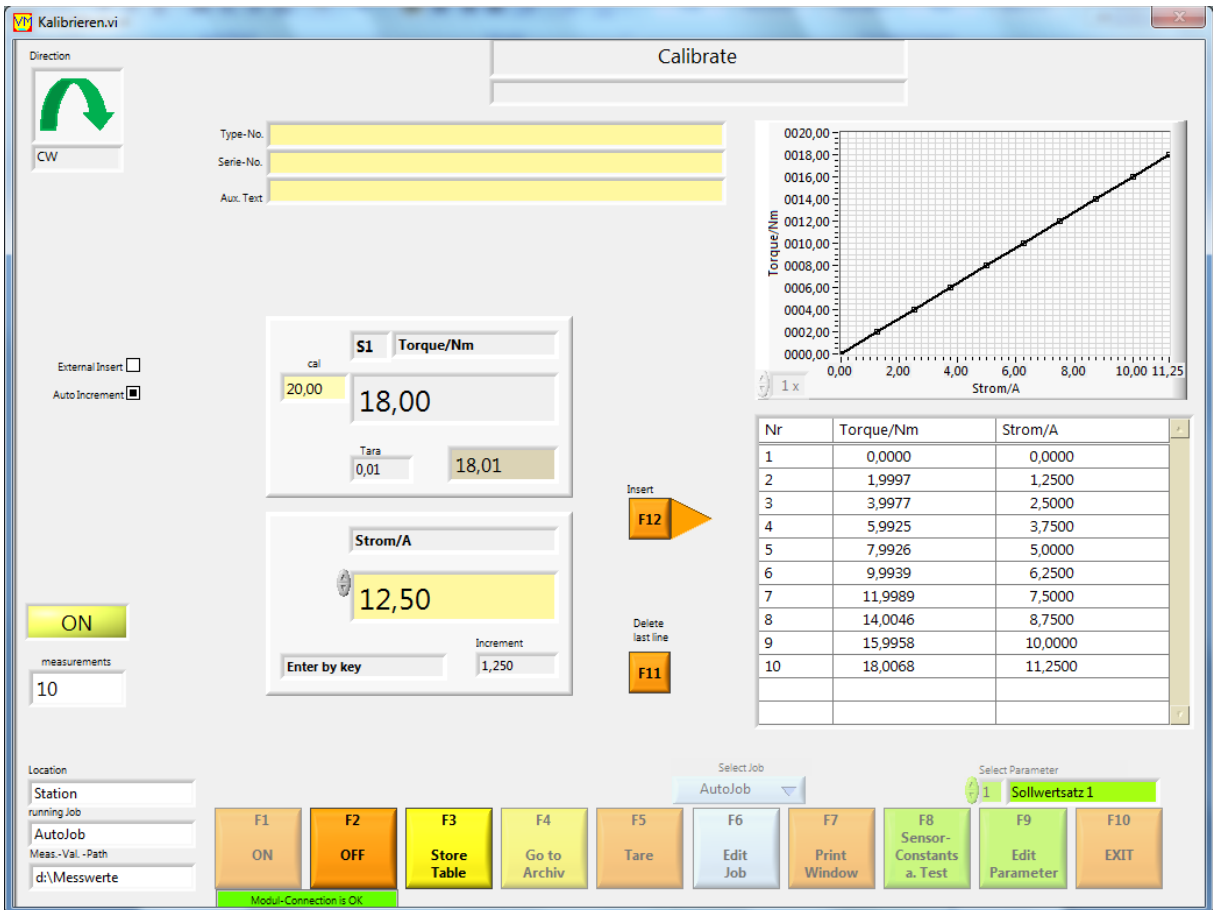 VM Kalibrieren.vi
Direction
CW
Calibrate
Type-No.
Serie-No.
Aux. Text
External Insert
Auto Increment
S1 Torque/Nm
cal
20,00
18,00
Tara
0,01
18,01
Strom/A
12,50
Increment
Enter by key
1,250
Insert
F12
Delete
last line
F11
ON
measurements
10
Torque/Nm
0020,00
0018,00
0016,00
0014,00
0012,00
0010,00
0008,00
0006,00
0004,00
0002,00
0000,00
0,00 2,00 4,00 6,00 8,00 10,00 11,25
1 x
Strom/A
Nr Torque/Nm Strom/A
1 0,0000 0,0000
2 1,9997 1,2500
3 3,9977 2,5000
4 5,9925 3,7500
5 7,9926 5,0000
6 9,9939 6,2500
7 11,9989 7,5000
8 14,0046 8,7500
9 15,9958 10,0000
10 18,0068 11,2500
Location
Station
running Job
AutoJob
Meas.-Val. -Path
d:\Messwerte
Select Job
AutoJob
Select Parameter
1 Sollwertsatz 1
F1
ON
F2
OFF
F3
Store
Table
F4
Go to
Archiv
F5
Tare
F6
Edit
Job
F7
Print
Window
F8
Sensor-
Constants
a. Test
F9
Edit
Parameter
F10
EXIT
Modul-Connection is OK